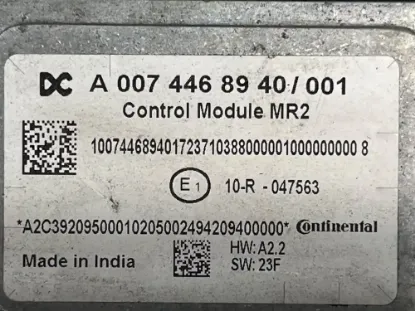 DC A 007 446 89 40 / 001
Control Module MR2
10074468940172371038800000100000000 8
E1 10-R - 047563
*A2C39209500010205002494209400000* Continental
HW: A2.2
Made in India SW: 23F